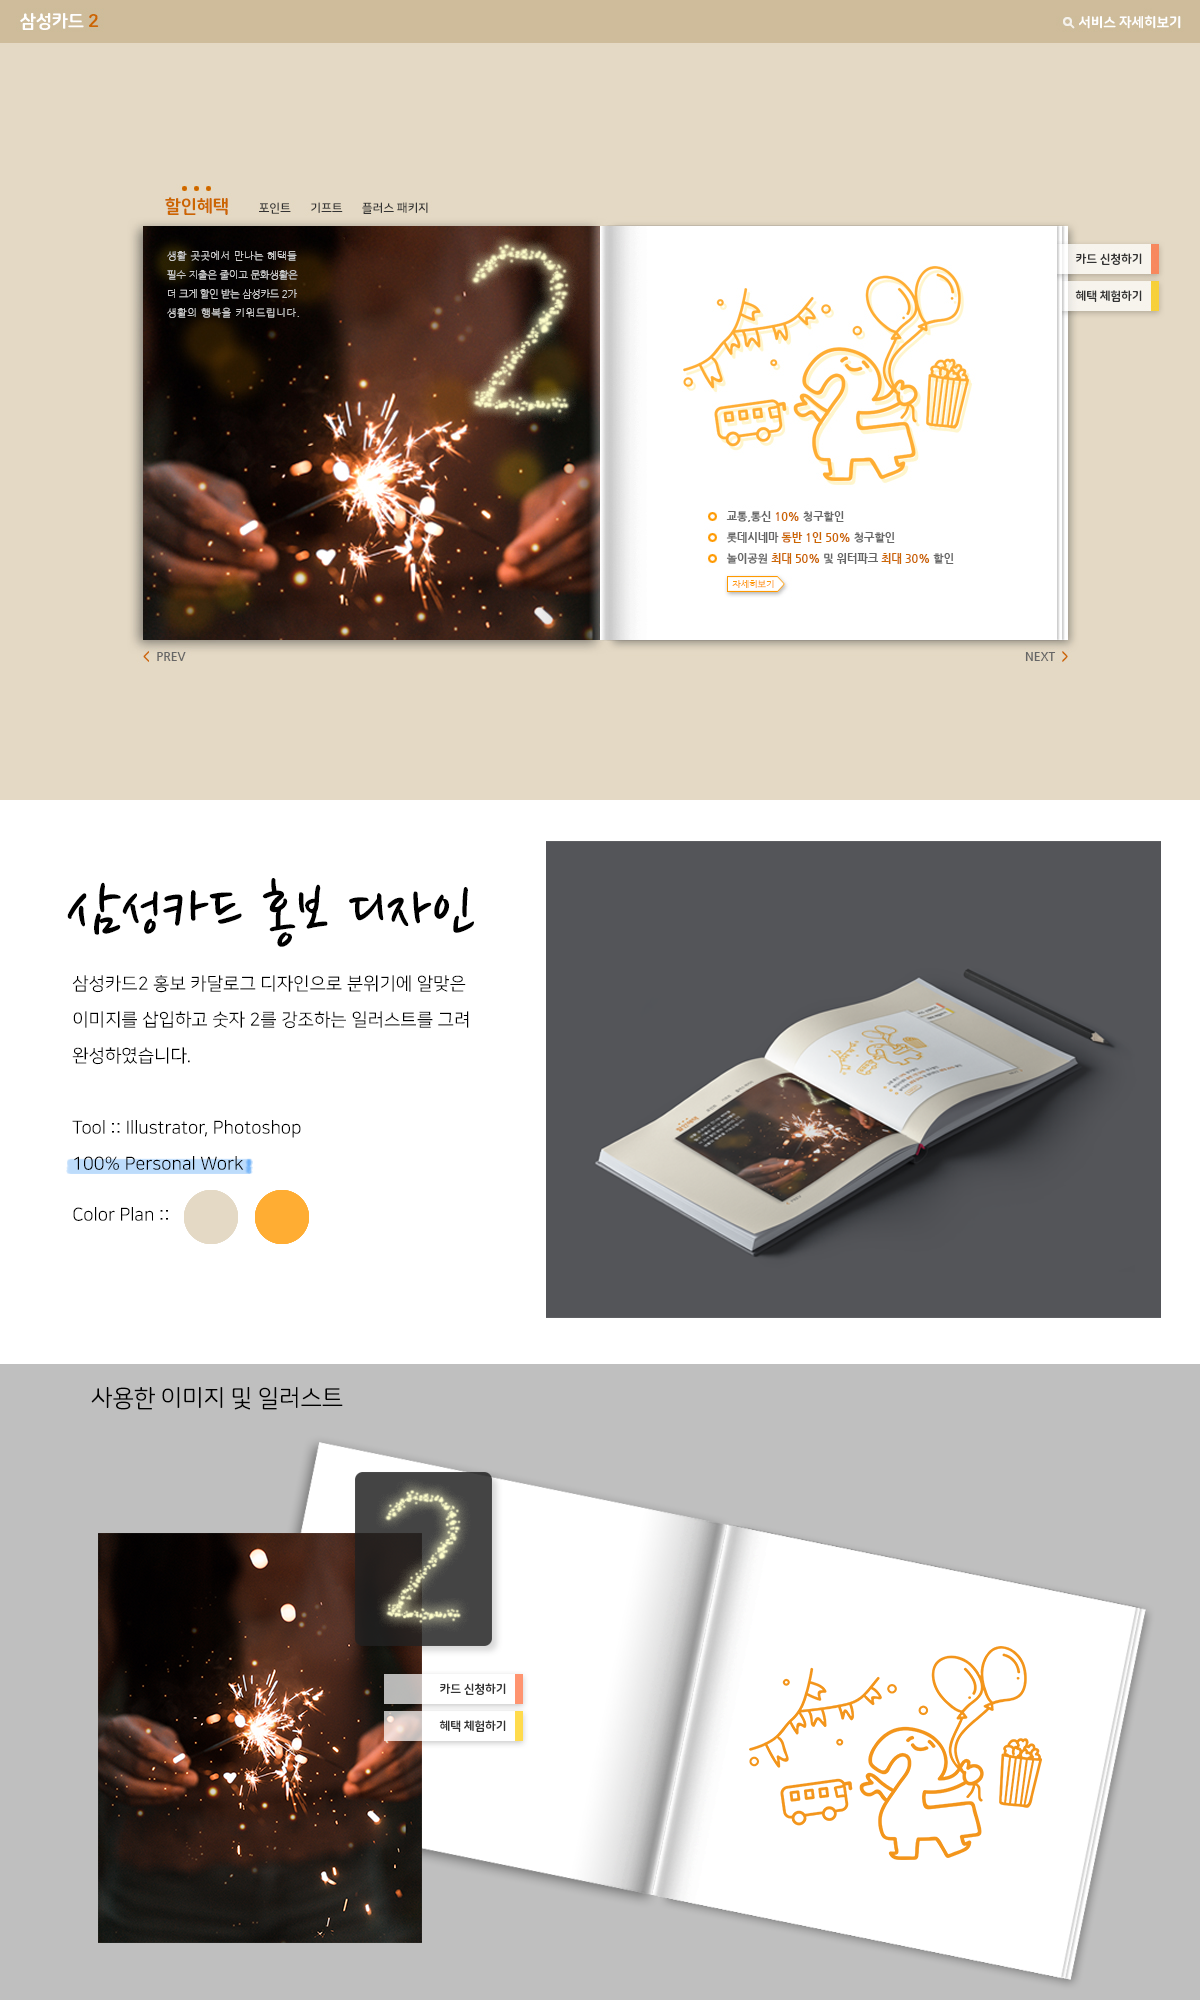 삼성카드 2
서비스 자세히보기
할인혜택 포인트 기프트 플러스 패키지
생활 곳곳에서 만나는 혜택들
필수 지출은 줄이고 문화생활은
더 크게 할인 받는 삼성카드 2가
생활의 행복을 키워드립니다.
2
카드 신청하기
혜택 체험하기
교통,통신 10% 청구할인
롯데시네마 동반 1인 50% 청구할인
놀이공원 최대 50% 및 워터파크 최대 30% 할인
자세히보기
PREV
NEXT
삼성카드 홍보 디자인
삼성카드2 홍보 카달로그 디자인으로 분위기에 알맞은
이미지를 삽입하고 숫자 2를 강조하는 일러스트를 그려
완성하였습니다.
Tool :: Illustrator, Photoshop
100% Personal Work
Color Plan ::
사용한 이미지 및 일러스트
2
카드 신청하기
혜택 체험하기